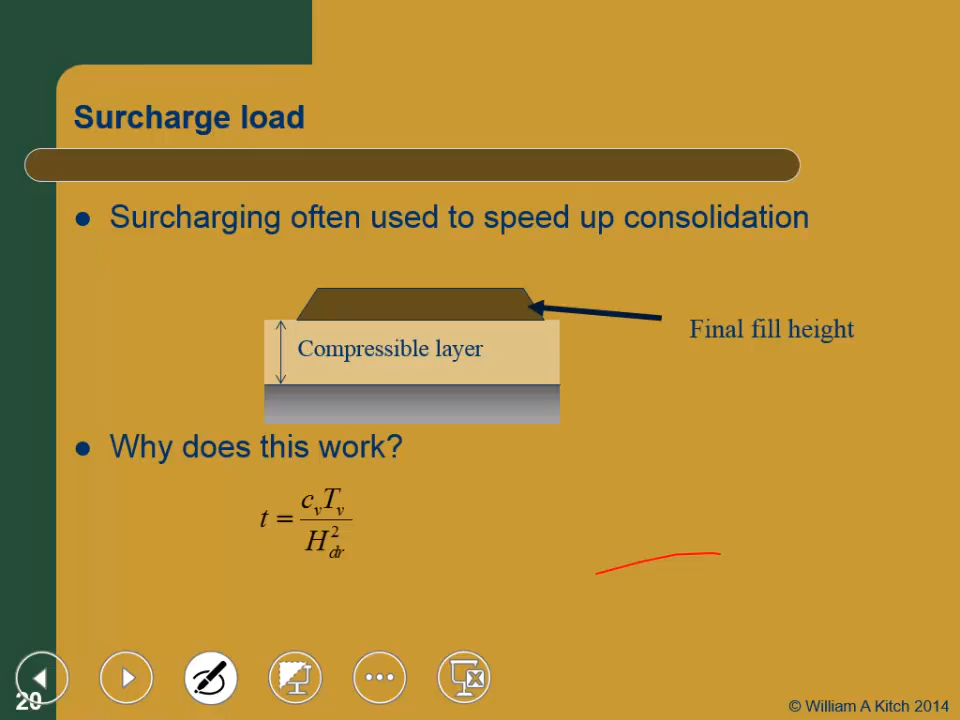 Surcharge load
Surcharging often used to speed up consolidation
Final fill height
Compressible layer
Why does this work?
t = c_v T_v / H_dr^2
20
© William A Kitch 2014